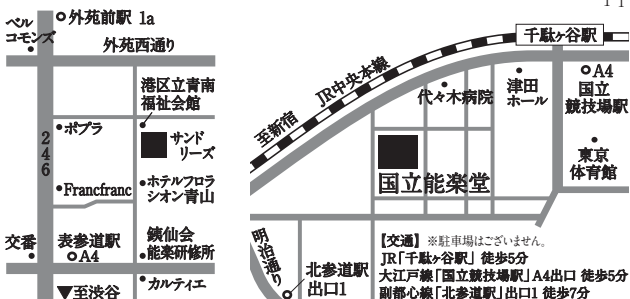 ベル
コモンズ
外苑前駅 1a
外苑西通り
港区立青南
福祉会館
ポプラ
サンド
リーズ
246
Francfranc
ホテルフロラ
シオン青山
交番
表参道駅
A4
銕仙会
能楽研修所
▼至渋谷
カルティエ
千駄ヶ谷駅
JR中央本線
至新宿
代々木病院
津田
ホール
A4
国立
競技場駅
東京
体育館
国立能楽堂
明治通り
北参道駅
出口1
【交通】※駐車場はございません。
JR「千駄ヶ谷駅」徒歩5分
大江戸線「国立競技場駅」A4出口 徒歩5分
副都心線「北参道駅」出口1 徒歩7分